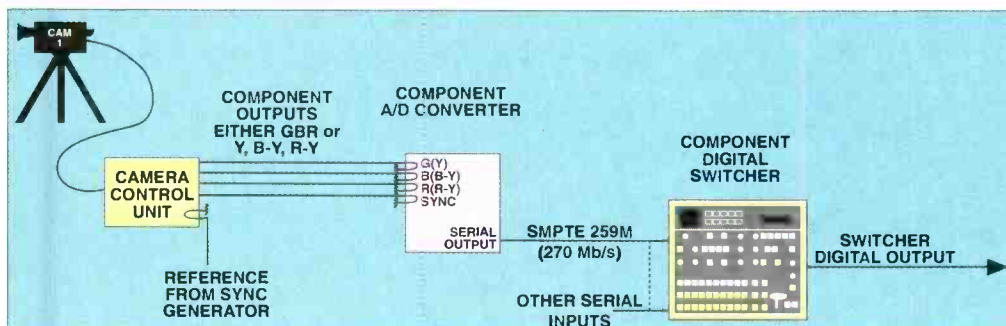 CAM
1
COMPONENT
OUTPUTS
EITHER GBR or
Y, B-Y, R-Y
COMPONENT
A/D CONVERTER
CAMERA
CONTROL
UNIT
G(Y)
B(B-Y)
R(R-Y)
SYNC
SERIAL
OUTPUT
REFERENCE
FROM SYNC
GENERATOR
SMPTE 259M
(270 Mb/s)
OTHER SERIAL
INPUTS
COMPONENT
DIGITAL
SWITCHER
SWITCHER
DIGITAL OUTPUT